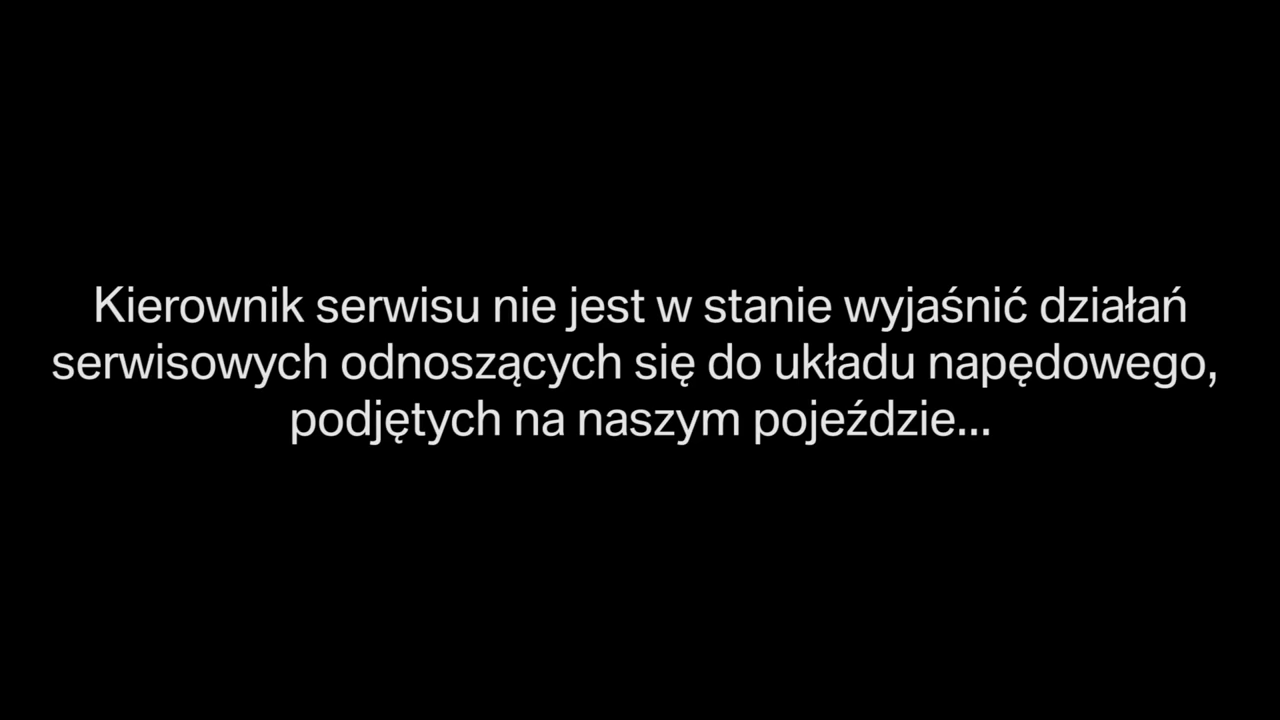 Kierownik serwisu nie jest w stanie wyjaśnić działań
serwisowych odnoszących się do układu napędowego,
podjętych na naszym pojeździe...